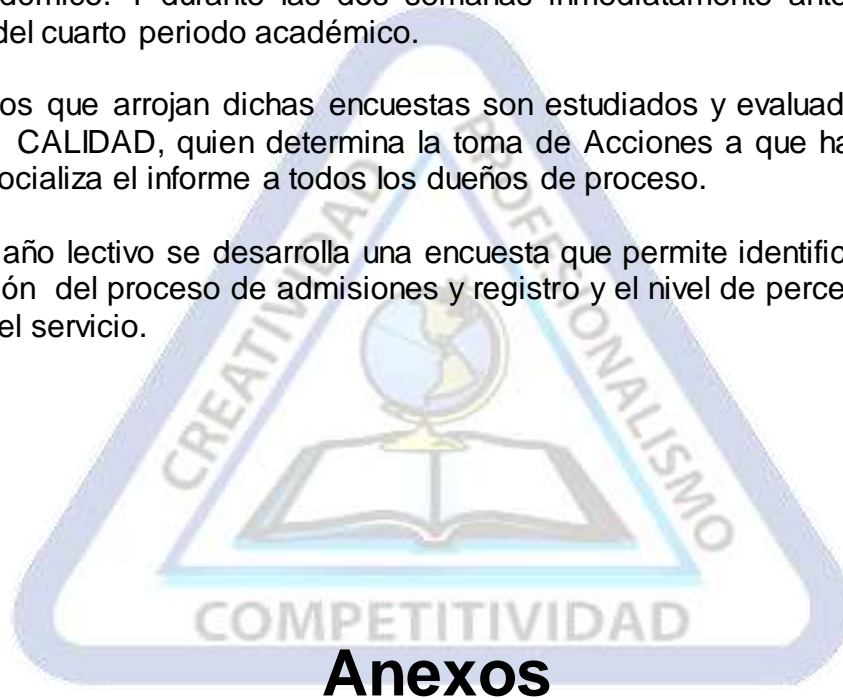 del cuarto periodo académico.
os que arrojan dichas encuestas son estudiados y evaluad
CALIDAD, quien determina la toma de Acciones a que ha
ocializa el informe a todos los dueños de proceso.
año lectivo se desarrolla una encuesta que permite identific
ón del proceso de admisiones y registro y el nivel de perce
el servicio.
CREATIVIDAD
PROFESIONALISMO
COMPETITIVIDAD
Anexos